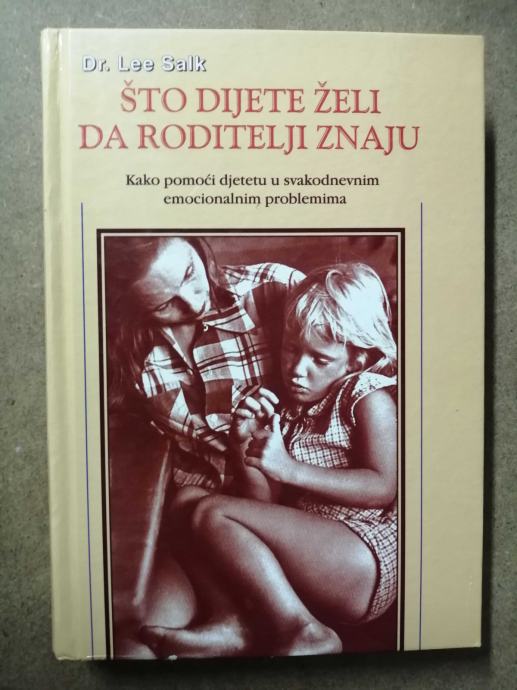 Dr. Lee Salk
ŠTO DIJETE ŽELI
DA RODITELJI ZNAJU
Kako pomoći djetetu u svakodnevnim
emocionalnim problemima